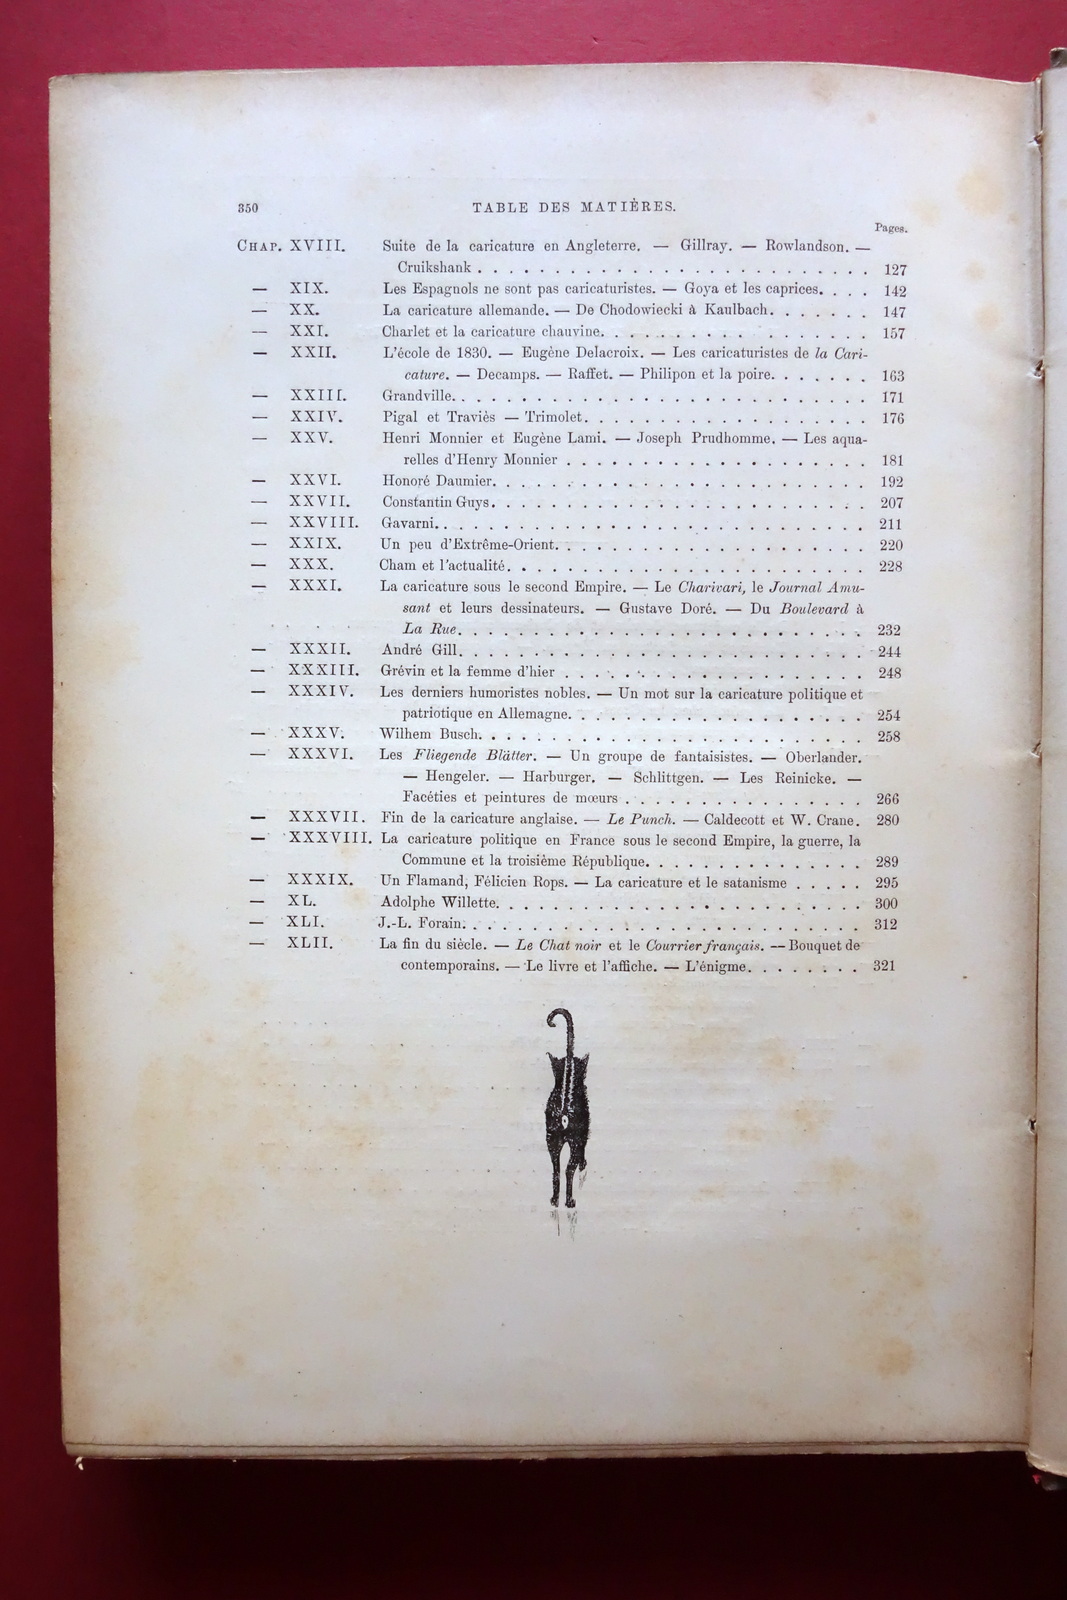 350 TABLE DES MATIÈRES.
Pages.
CHAP. XVIII. Suite de la caricature en Angleterre. — Gillray. — Rowlandson. —
Cruikshank . . . . . . . . . . . . . . . . . . . . . . . . . 127
— XIX. Les Espagnols ne sont pas caricaturistes. — Goya et les caprices. . . . 142
— XX. La caricature allemande. — De Chodowiecki à Kaulbach. . . . . . . 147
— XXI. Charlet et la caricature chauvine. . . . . . . . . . . . . . . . . 157
— XXII. L'école de 1830. — Eugène Delacroix. — Les caricaturistes de la Cari-
cature. — Decamps. — Raffet. — Philipon et la poire. . . . . . . 163
— XXIII. Grandville. . . . . . . . . . . . . . . . . . . . . . . . . . . 171
— XXIV. Pigal et Traviès — Trimolet. . . . . . . . . . . . . . . . . . . 176
— XXV. Henri Monnier et Eugène Lami. — Joseph Prudhomme. — Les aqua-
relles d'Henry Monnier . . . . . . . . . . . . . . . . . . . 181
— XXVI. Honoré Daumier. . . . . . . . . . . . . . . . . . . . . . . . 192
— XXVII. Constantin Guys. . . . . . . . . . . . . . . . . . . . . . . . 207
— XXVIII. Gavarni. . . . . . . . . . . . . . . . . . . . . . . . . . . . 211
— XXIX. Un peu d'Extrême-Orient. . . . . . . . . . . . . . . . . . . . 220
— XXX. Cham et l'actualité. . . . . . . . . . . . . . . . . . . . . . . 228
— XXXI. La caricature sous le second Empire. — Le Charivari, le Journal Amu-
sant et leurs dessinateurs. — Gustave Doré. — Du Boulevard à
La Rue. . . . . . . . . . . . . . . . . . . . . . . . . . 232
— XXXII. André Gill. . . . . . . . . . . . . . . . . . . . . . . . . . 244
— XXXIII. Grévin et la femme d'hier . . . . . . . . . . . . . . . . . . . 248
— XXXIV. Les derniers humoristes nobles. — Un mot sur la caricature politique et
patriotique en Allemagne. . . . . . . . . . . . . . . . . . . 254
— XXXV. Wilhem Busch. . . . . . . . . . . . . . . . . . . . . . . . . 258
— XXXVI. Les Fliegende Blätter. — Un groupe de fantaisistes. — Oberlander.
— Hengeler. — Harburger. — Schlittgen. — Les Reinicke. —
Facéties et peintures de mœurs . . . . . . . . . . . . . . . 266
— XXXVII. Fin de la caricature anglaise. — Le Punch. — Caldecott et W. Crane. 280
— XXXVIII. La caricature politique en France sous le second Empire, la guerre, la
Commune et la troisième République. . . . . . . . . . . . . . 289
— XXXIX. Un Flamand, Félicien Rops. — La caricature et le satanisme . . . . . 295
— XL. Adolphe Willette. . . . . . . . . . . . . . . . . . . . . . . . 300
— XLI. J.-L. Forain. . . . . . . . . . . . . . . . . . . . . . . . . . 312
— XLII. La fin du siècle. — Le Chat noir et le Courrier français. — Bouquet de
contemporains. — Le livre et l'affiche. — L'énigme. . . . . . . . 321